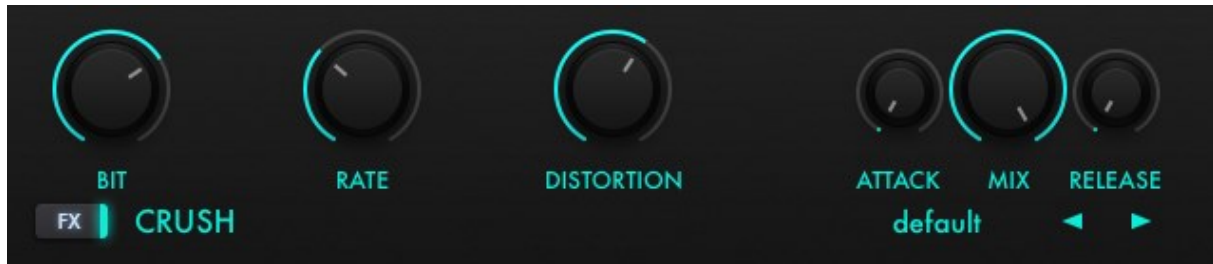 BIT RATE DISTORTION ATTACK MIX RELEASE
FX CRUSH default